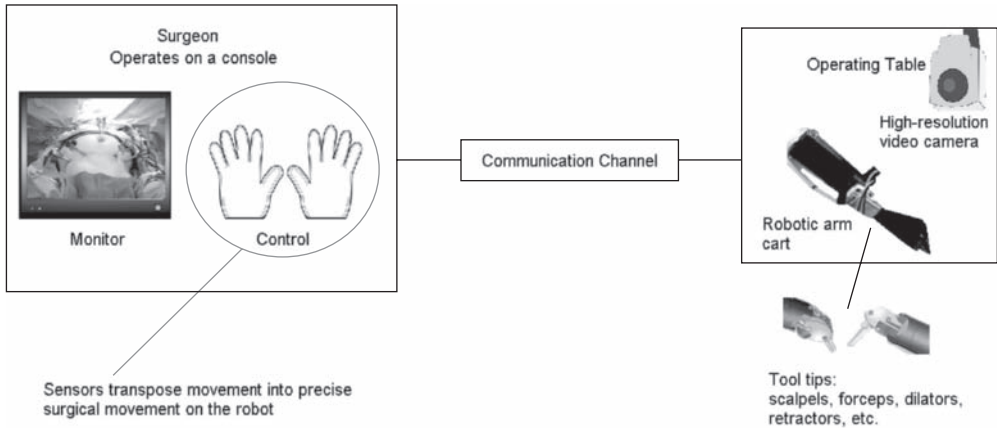 Surgeon
Operates on a console
Monitor
Control
Sensors transpose movement into precise
surgical movement on the robot
Communication Channel
Operating Table
High-resolution
video camera
Robotic arm
cart
Tool tips:
scalpels, forceps, dilators,
retractors, etc.